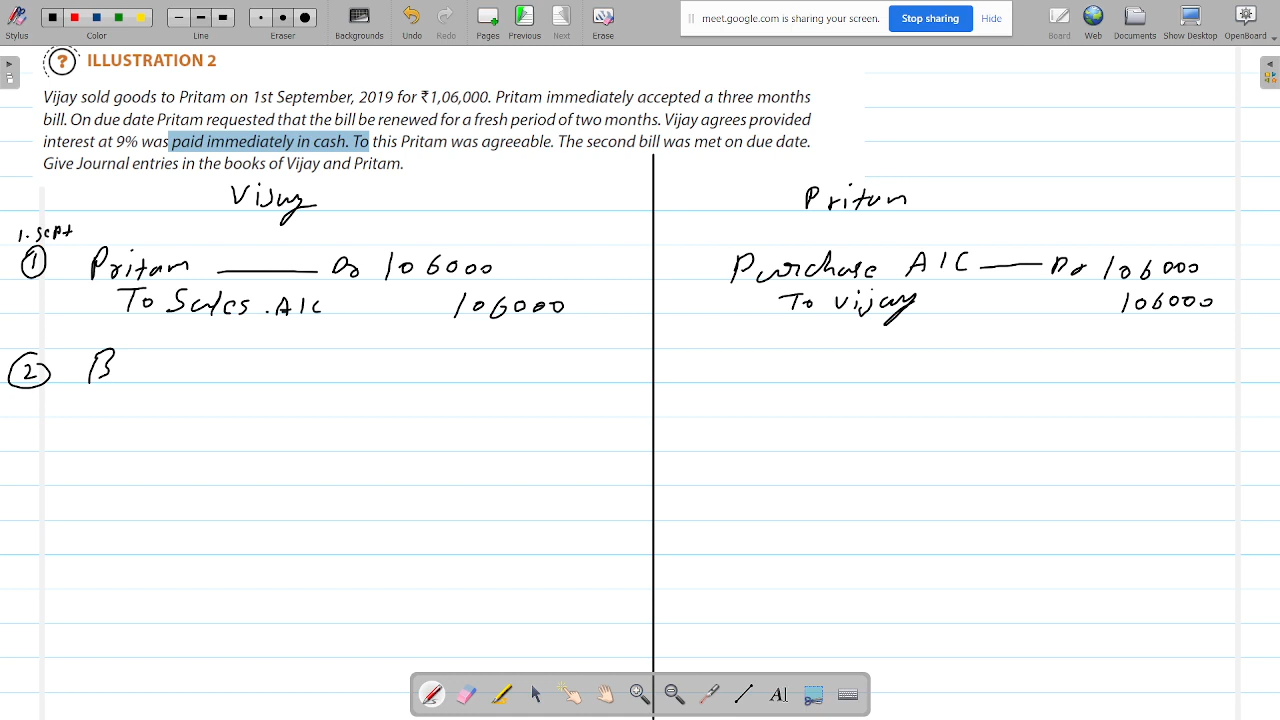 Stylus
Color
Line
Eraser
Backgrounds
Undo
Redo
Pages
Previous
Next
Erase
meet.google.com is sharing your screen.
Stop sharing
Hide
Board
Web
Documents
Show Desktop
OpenBoard
? ILLUSTRATION 2
Vijay sold goods to Pritam on 1st September, 2019 for ₹1,06,000. Pritam immediately accepted a three months
bill. On due date Pritam requested that the bill be renewed for a fresh period of two months. Vijay agrees provided
interest at 9% was paid immediately in cash. To this Pritam was agreeable. The second bill was met on due date.
Give Journal entries in the books of Vijay and Pritam.
Vijay
1. Sept
① Pritam ——— Dr 106000
To Sales . A/C 106000
② B
Pritam
Purchase A/C —— Dr 106000
To Vijay 106000
AI